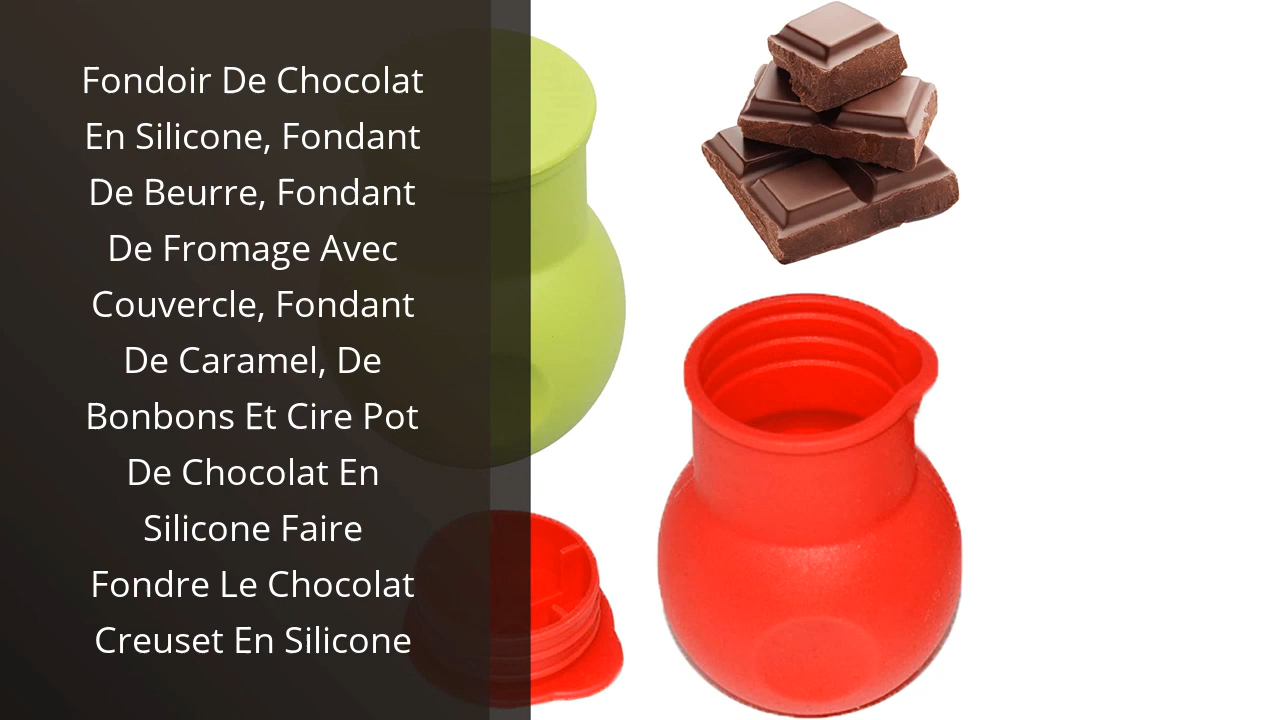 Fondoir De Chocolat
En Silicone, Fondant
De Beurre, Fondant
De Fromage Avec
Couvercle, Fondant
De Caramel, De
Bonbons Et Cire Pot
De Chocolat En
Silicone Faire
Fondre Le Chocolat
Creuset En Silicone